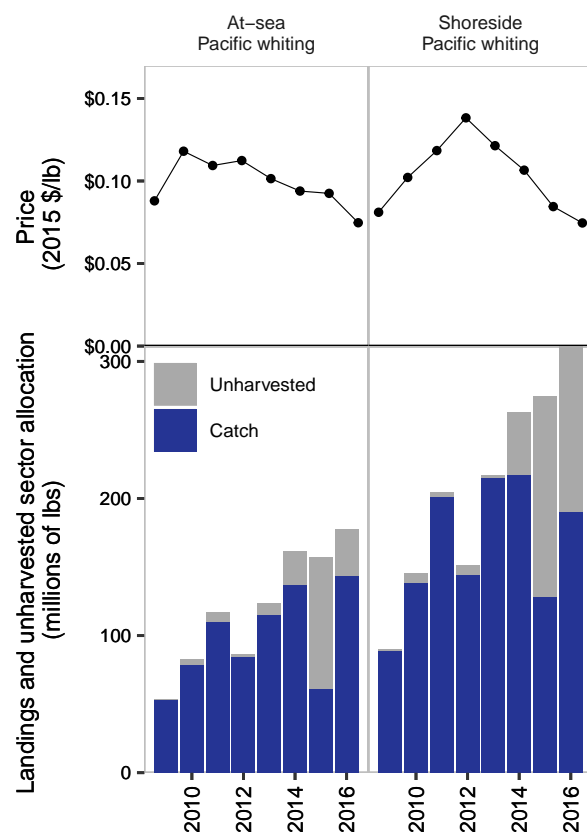 At−sea
Pacific whiting
Shoreside
Pacific whiting
Price
(2015 $/lb)
$0.15
$0.10
$0.05
$0.00
Landings and unharvested sector allocation
(millions of lbs)
300
200
100
0
Unharvested
Catch
2010
2012
2014
2016
2010
2012
2014
2016